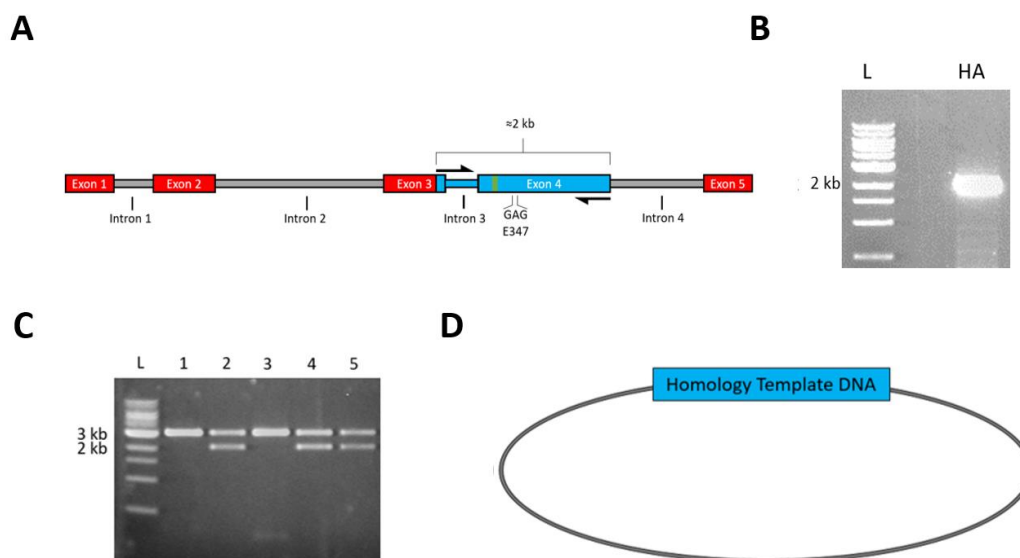 A
B
≈2 kb
Exon 1
Exon 2
Exon 3
Exon 4
Exon 5
Intron 1
Intron 2
Intron 3
Intron 4
GAG
E347
L HA
2 kb
C
L 1 2 3 4 5
3 kb
2 kb
D
Homology Template DNA